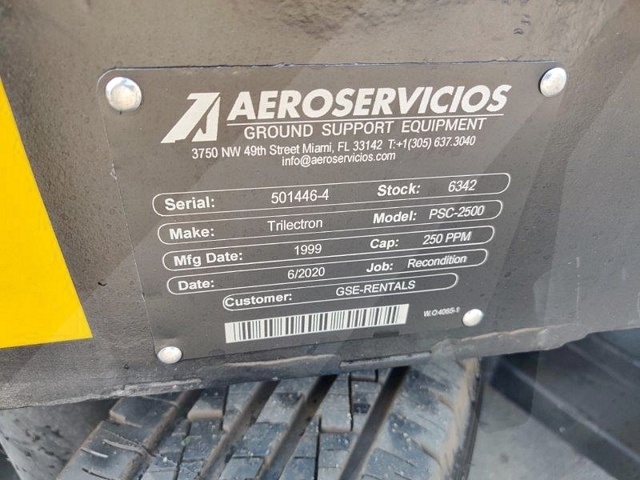 AEROSERVICIOS
GROUND SUPPORT EQUIPMENT
3750 NW 49th Street Miami, FL 33142 T:+1(305) 637.3040
info@aeroservicios.com
Serial: 501446-4 Stock: 6342
Make: Trilectron Model: PSC-2500
Mfg Date: 1999 Cap: 250 PPM
Date: 6/2020 Job: Recondition
Customer: GSE-RENTALS